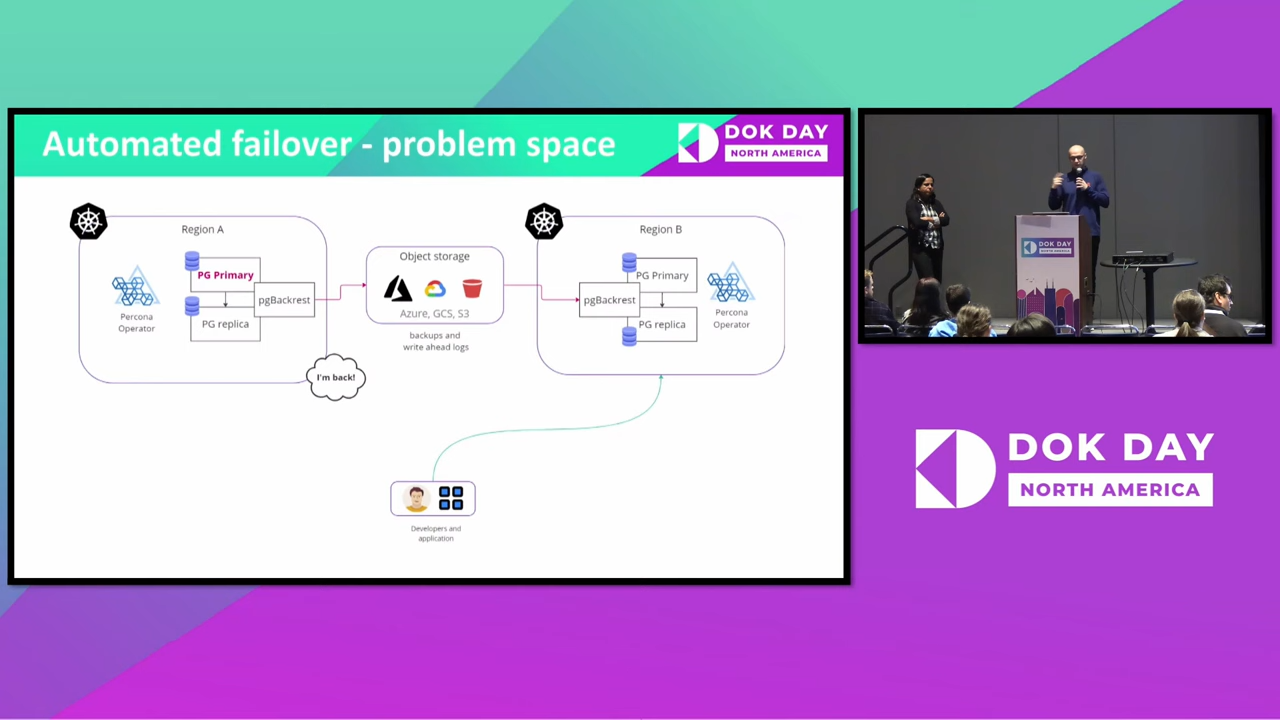 Automated failover - problem space
DOK DAY
NORTH AMERICA
Region A
PG Primary
PG replica
pgBackrest
Percona
Operator
I'm back!
Object storage
Azure, GCS, S3
backups and
write ahead logs
Region B
pgBackrest
PG Primary
PG replica
Percona
Operator
Developers and
application
DOK DAY
NORTH AMERICA
DOK DAY
NORTH AMERICA